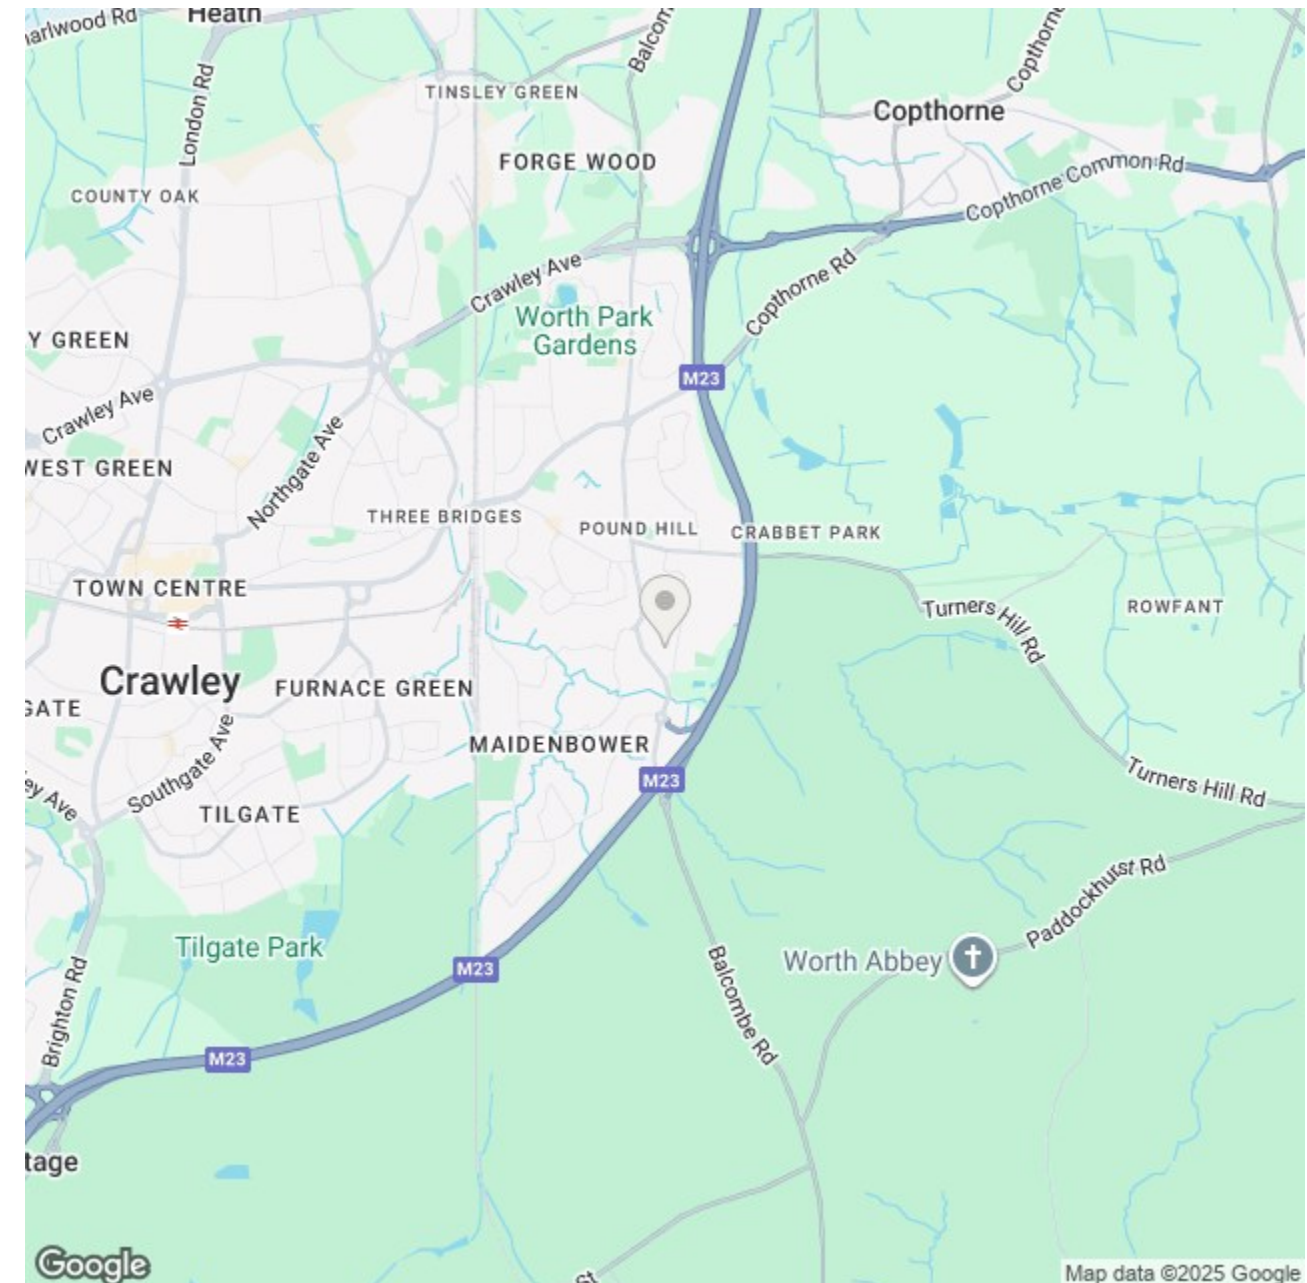 Heath
arlwood Rd
London Rd
Balcom
Copthorne
TINSLEY GREEN
Copthorne
FORGE WOOD
COUNTY OAK
Copthorne Common Rd
Crawley Ave
Copthorne Rd
Worth Park
Gardens
Y GREEN
M23
Crawley Ave
Northgate Ave
WEST GREEN
THREE BRIDGES
POUND HILL
CRABBET PARK
TOWN CENTRE
Turners Hill Rd
ROWFANT
Crawley
FURNACE GREEN
GATE
MAIDENBOWER
Southgate Ave
ey Ave
M23
Turners Hill Rd
TILGATE
Paddockhurst Rd
Tilgate Park
Worth Abbey
M23
Balcombe Rd
Brighton Rd
M23
tage
St
Google
Map data ©2025 Google